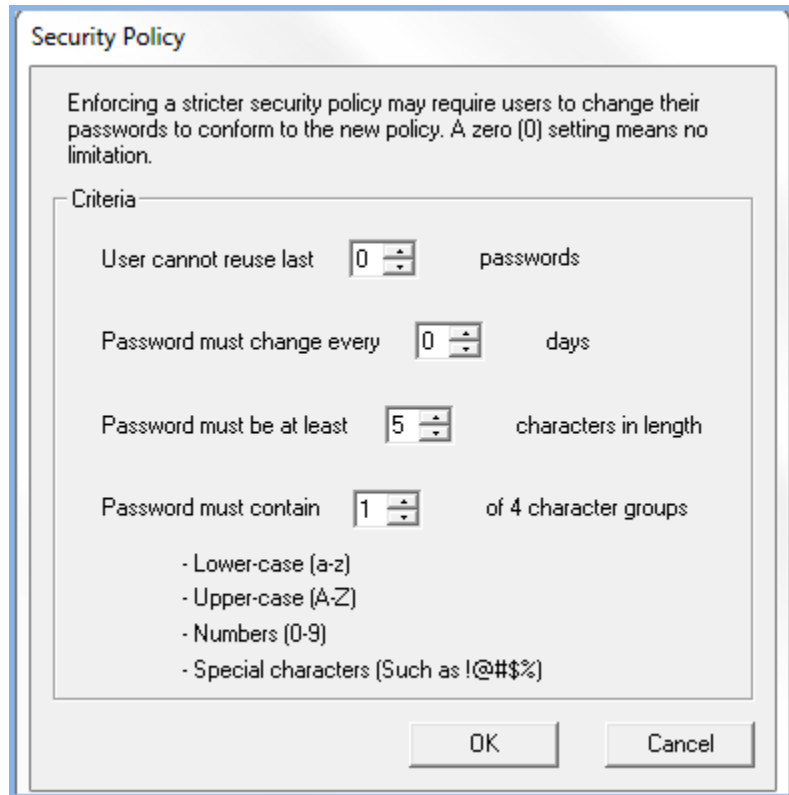 Security Policy
Enforcing a stricter security policy may require users to change their
passwords to conform to the new policy. A zero (0) setting means no
limitation.
Criteria
User cannot reuse last 0 passwords
Password must change every 0 days
Password must be at least 5 characters in length
Password must contain 1 of 4 character groups
- Lower-case (a-z)
- Upper-case (A-Z)
- Numbers (0-9)
- Special characters (Such as !@#$%)
OK Cancel